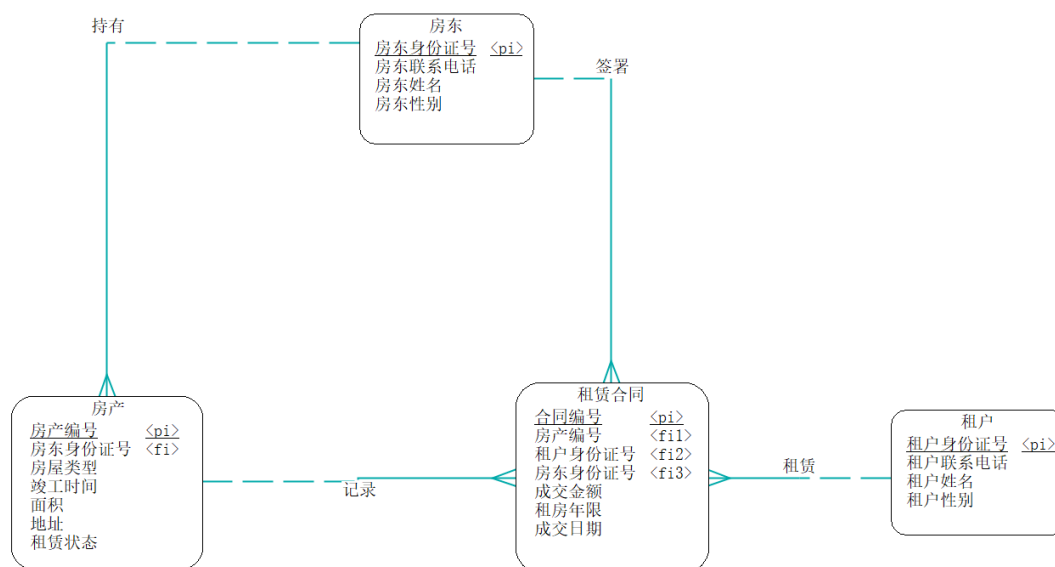 持有
房东
房东身份证号 <pi>
房东联系电话
房东姓名
房东性别
签署
房产
房产编号 <pi>
房东身份证号 <fi>
房屋类型
竣工时间
面积
地址
租赁状态
记录
租赁合同
合同编号 <pi>
房产编号 <fi1>
租户身份证号 <fi2>
房东身份证号 <fi3>
成交金额
租房年限
成交日期
租赁
租户
租户身份证号 <pi>
租户联系电话
租户姓名
租户性别